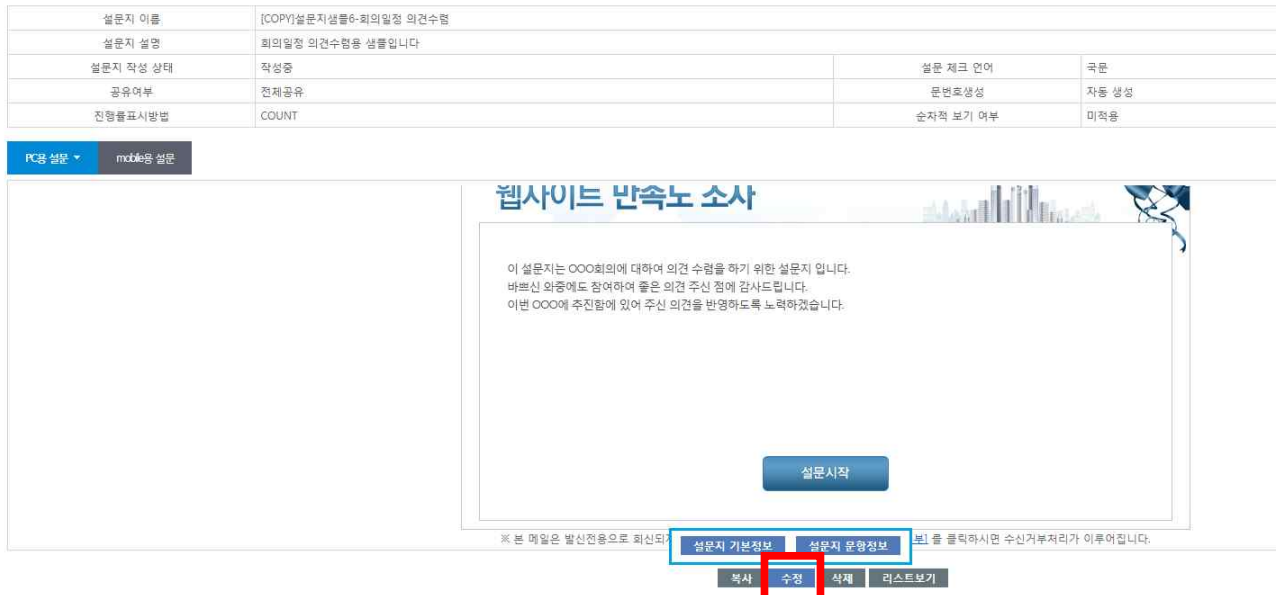 설문지 이름 [COPY]설문지샘플6-회의일정 의견수렴
설문지 설명 회의일정 의견수렴용 샘플입니다
설문지 작성 상태 작성중 설문 체크 언어 국문
공유여부 전체공유 문번호생성 자동 생성
진행률표시방법 COUNT 순차적 보기 여부 미적용
PC용 설문 mobile용 설문
웹사이트 만족도 조사
이 설문지는 OOO회의에 대하여 의견 수렴을 하기 위한 설문지 입니다.
바쁘신 와중에도 참여하여 좋은 의견 주신 점에 감사드립니다.
이번 OOO에 추진함에 있어 주신 의견을 반영하도록 노력하겠습니다.
설문시작
※ 본 메일은 발신전용으로 회신되지 설문지 기본정보 설문지 문항정보 부] 를 클릭하시면 수신거부처리가 이루어집니다.
복사 수정 삭제 리스트보기